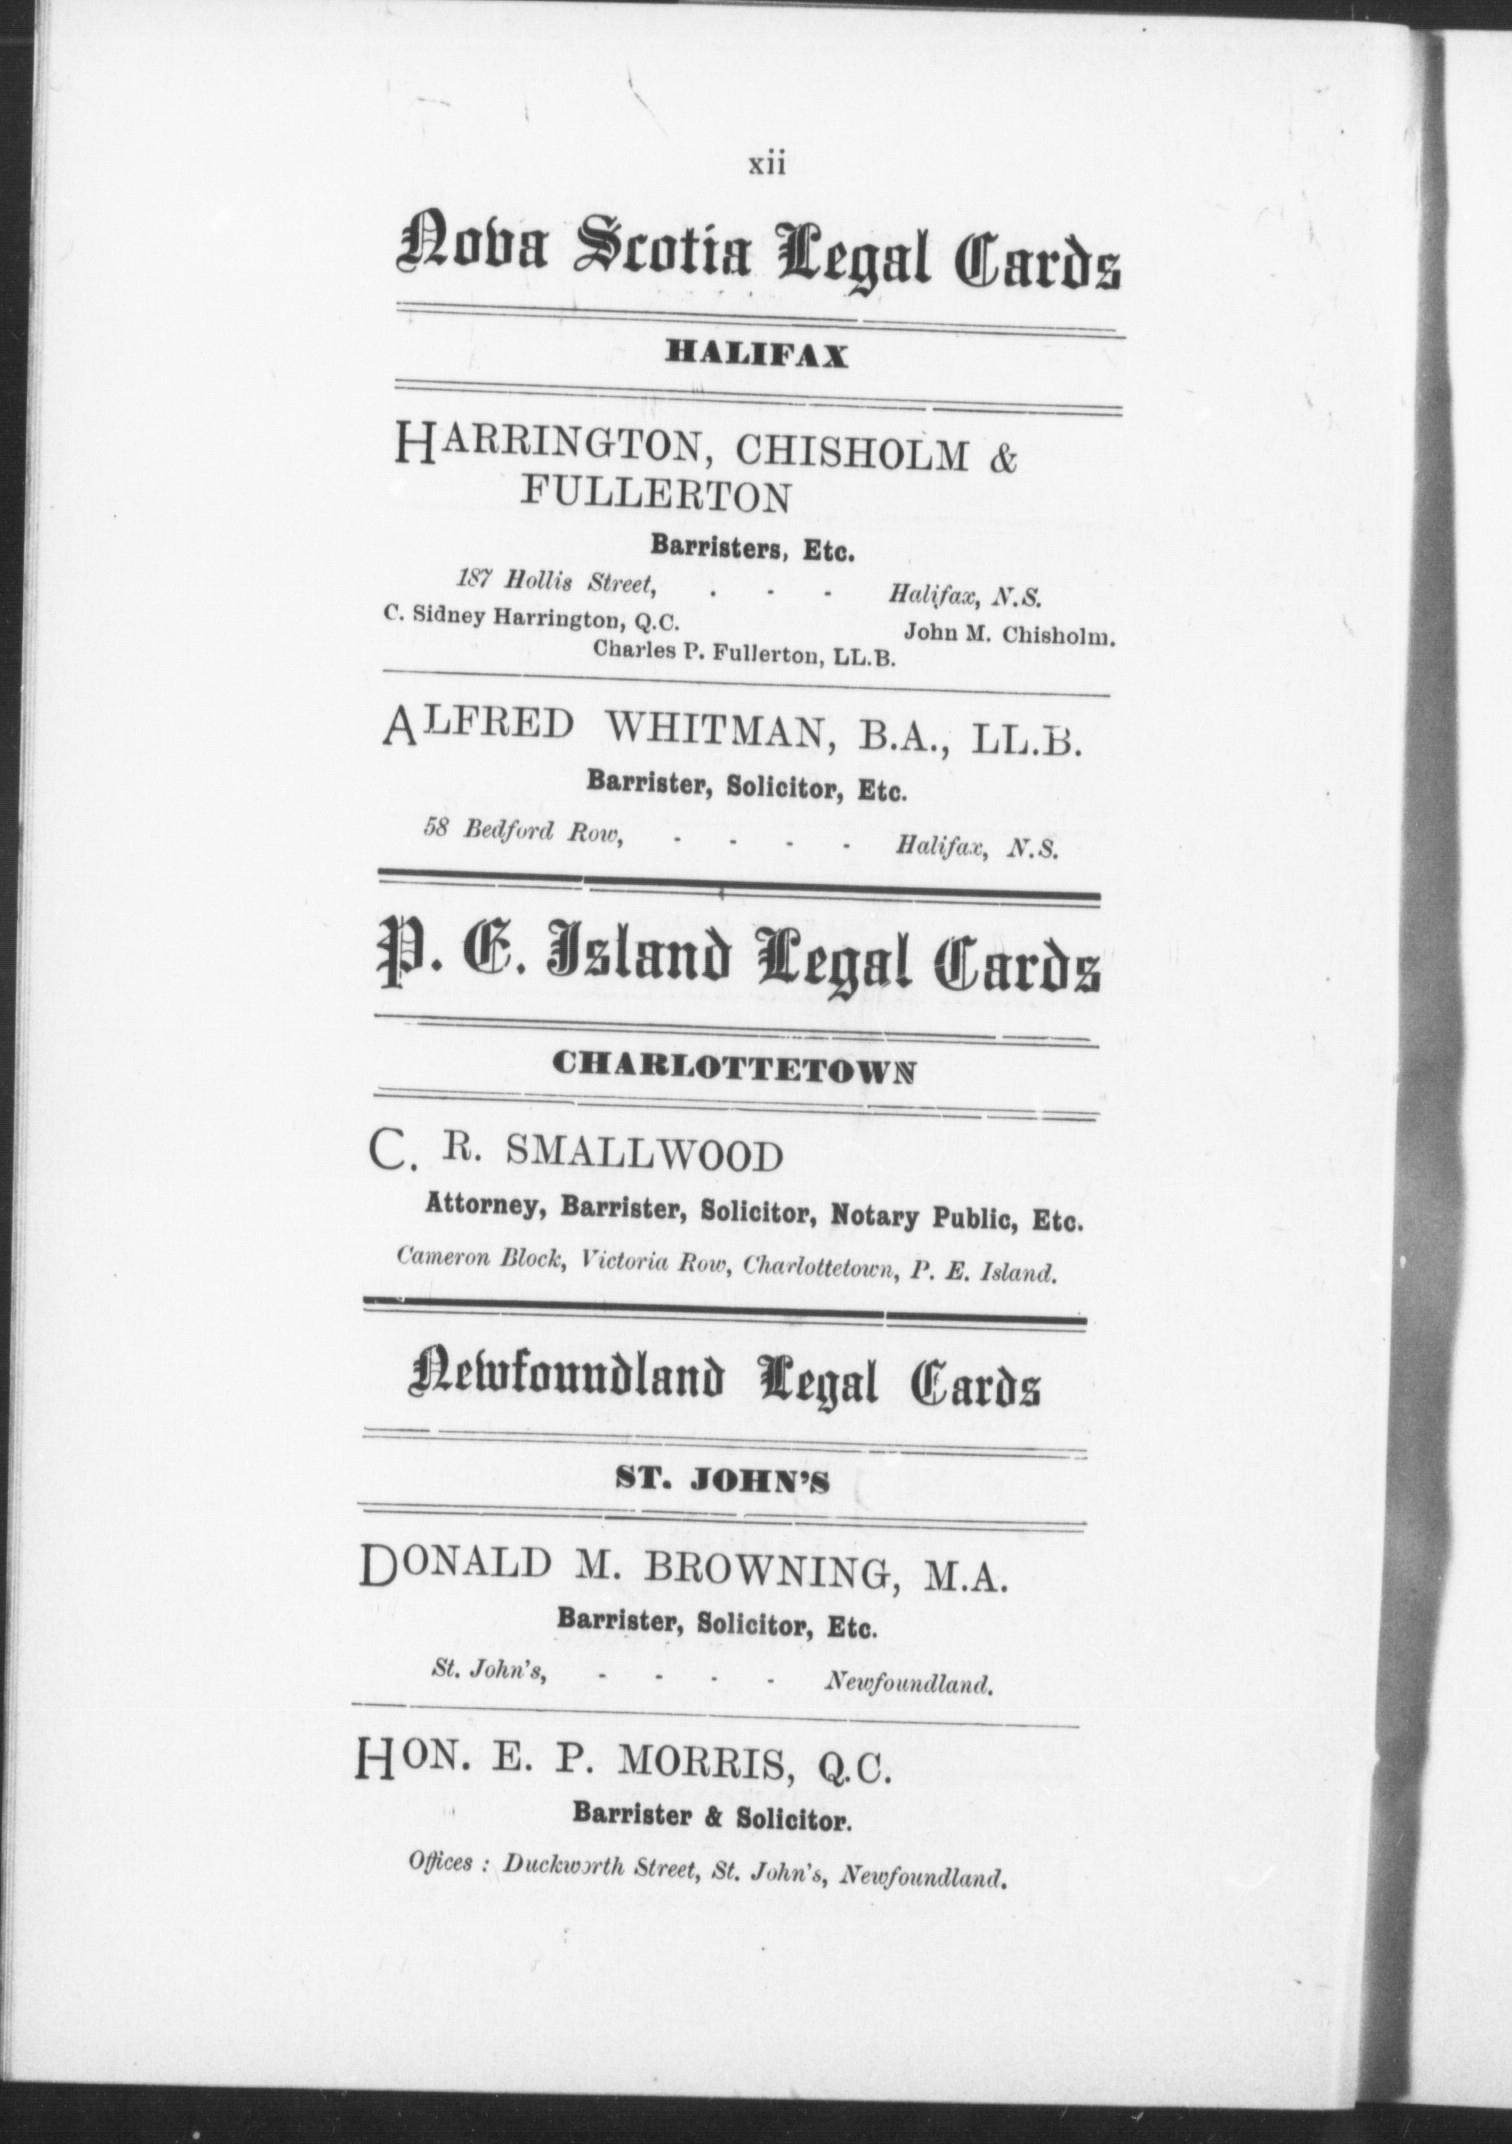 xii
Nova Scotia Legal Cards
HALIFAX
HARRINGTON, CHISHOLM &
FULLERTON
Barristers, Etc.
187 Hollis Street, . - - Halifax, N.S.
C. Sidney Harrington, Q.C. John M. Chisholm.
Charles P. Fullerton, LL.B.
ALFRED WHITMAN, B.A., LL.B.
Barrister, Solicitor, Etc.
58 Bedford Row, - - - - Halifax, N.S.
P. E. Island Legal Cards
CHARLOTTETOWN
C. R. SMALLWOOD
Attorney, Barrister, Solicitor, Notary Public, Etc.
Cameron Block, Victoria Row, Charlottetown, P. E. Island.
Newfoundland Legal Cards
ST. JOHN'S
DONALD M. BROWNING, M.A.
Barrister, Solicitor, Etc.
St. John's, - - - - Newfoundland.
HON. E. P. MORRIS, Q.C.
Barrister & Solicitor.
Offices : Duckworth Street, St. John's, Newfoundland.